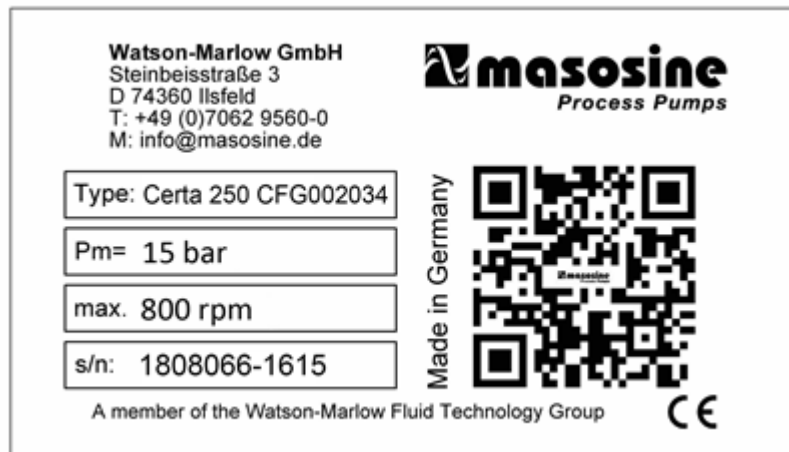 Watson-Marlow GmbH
Steinbeisstraße 3
D 74360 Ilsfeld
T: +49 (0)7062 9560-0
M: info@masosine.de
masosine
Process Pumps
Type: Certa 250 CFG002034
Pm= 15 bar
max. 800 rpm
s/n: 1808066-1615
Made in Germany
masosine
A member of the Watson-Marlow Fluid Technology Group
CE